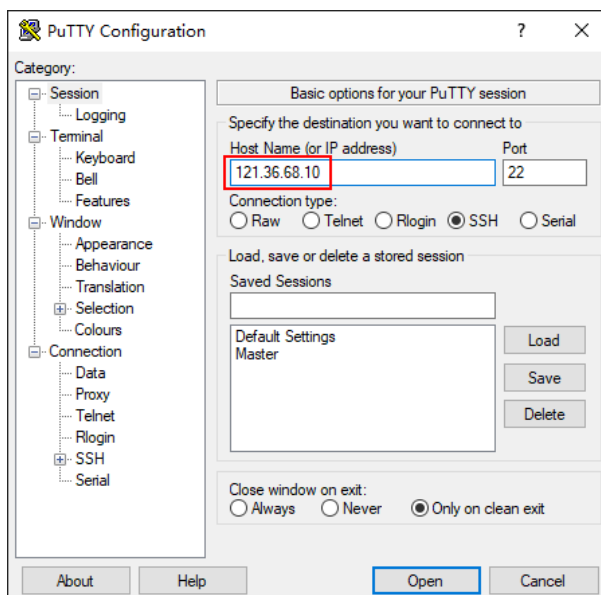 PuTTY Configuration
?
Category:
Session
Logging
Terminal
Keyboard
Bell
Features
Window
Appearance
Behaviour
Translation
Selection
Colours
Connection
Data
Proxy
Telnet
Rlogin
SSH
Serial
Basic options for your PuTTY session
Specify the destination you want to connect to
Host Name (or IP address) Port
121.36.68.10 22
Connection type:
Raw Telnet Rlogin SSH Serial
Load, save or delete a stored session
Saved Sessions
Default Settings
Master
Load
Save
Delete
Close window on exit:
Always Never Only on clean exit
About Help Open Cancel